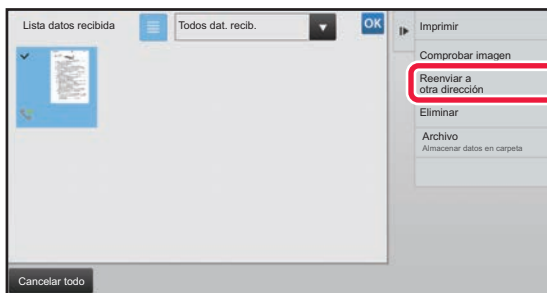 Lista datos recibida
Todos dat. recib.
OK
Imprimir
Comprobar imagen
Reenviar a
otra dirección
Eliminar
Archivo
Almacenar datos en carpeta
Cancelar todo